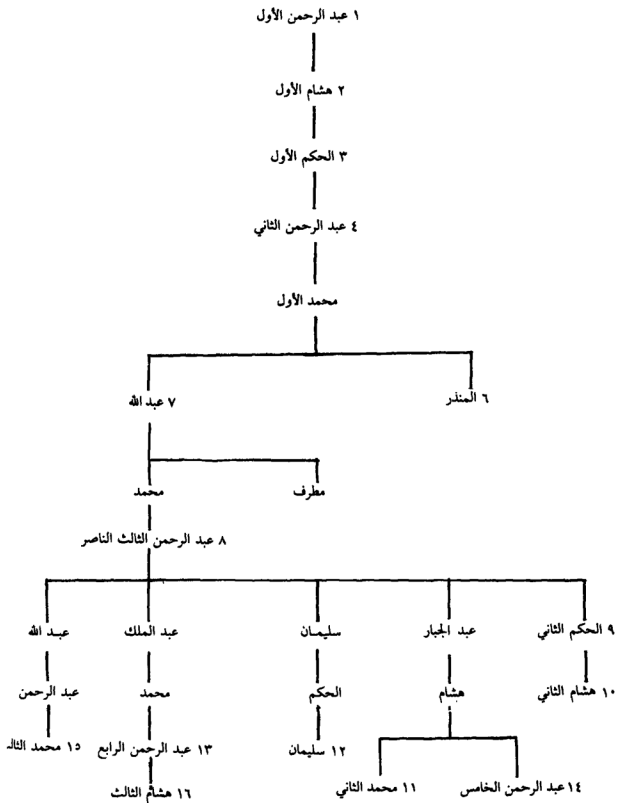 ١ عبد الرحمن الأول
٢ هشام الأول
٣ الحكم الأول
٤ عبد الرحمن الثاني
محمد الأول
٦ المنذر
٧ عبد الله
مطرف
محمد
٨ عبد الرحمن الثالث الناصر
٩ الحكم الثاني
عبد الجبار
سليمان
عبد الملك
عبد الله
١٠ هشام الثاني
هشام
الحكم
محمد
عبد الرحمن
١٢ سليمان
١٣ عبد الرحمن الرابع
١٥ محمد الثالـ
١٤ عبد الرحمن الخامس
١١ محمد الثاني
١٦ هشام الثالث